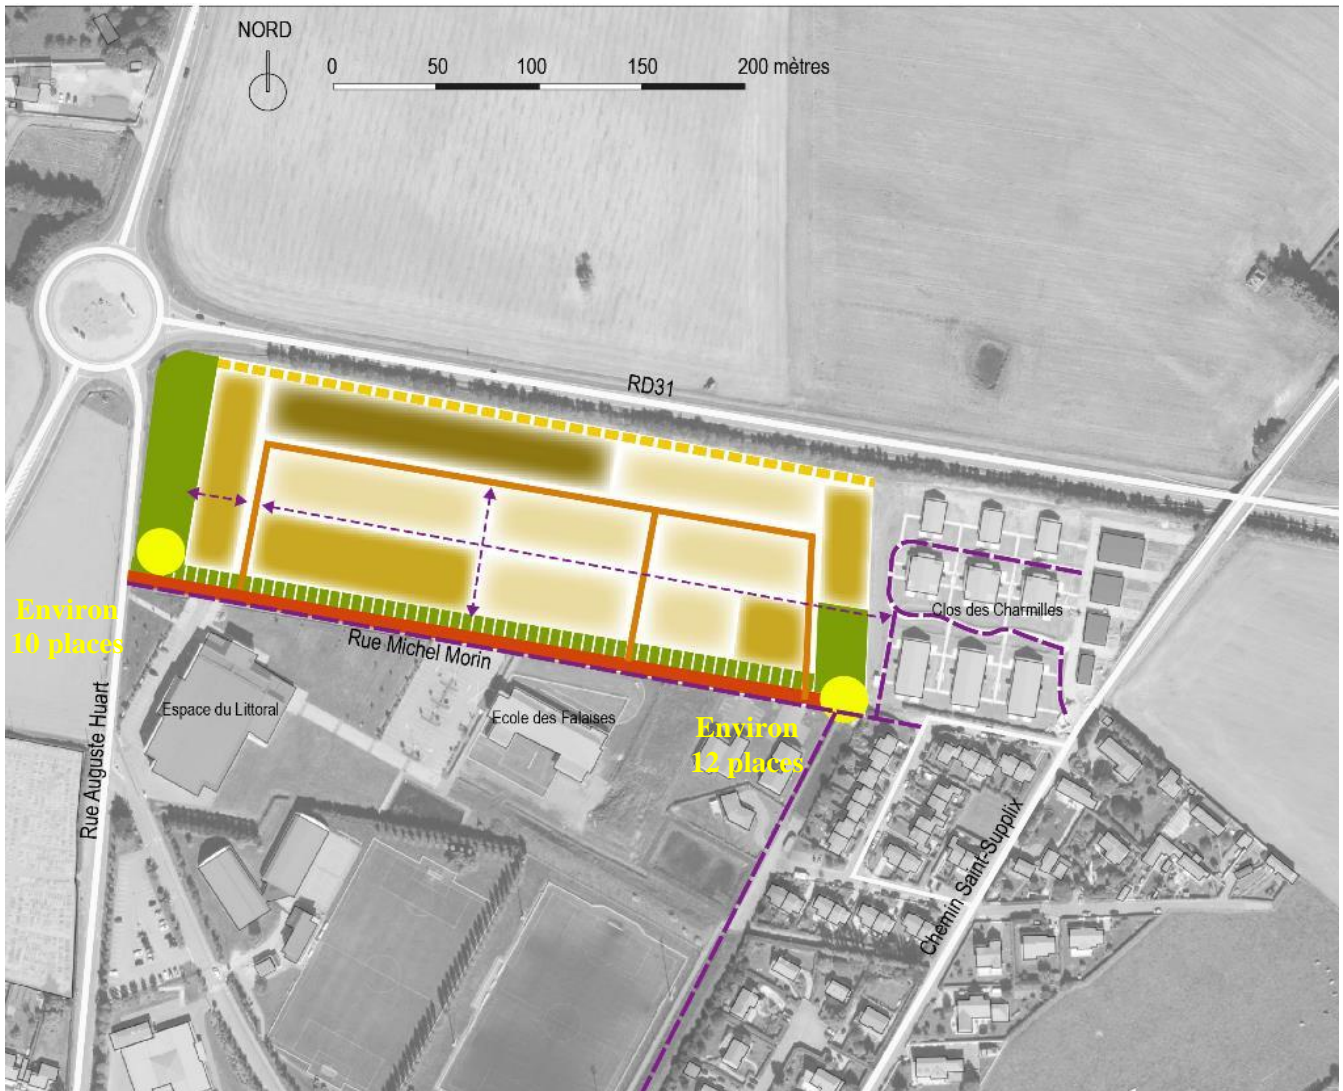 NORD
0 50 100 150 200 mètres
RD31
Environ
10 places
Rue Michel Morin
Clos des Charmilles
Espace du Littoral
Ecole des Falaises
Environ
12 places
Rue Auguste Huart
Chemin Saint-Supplix